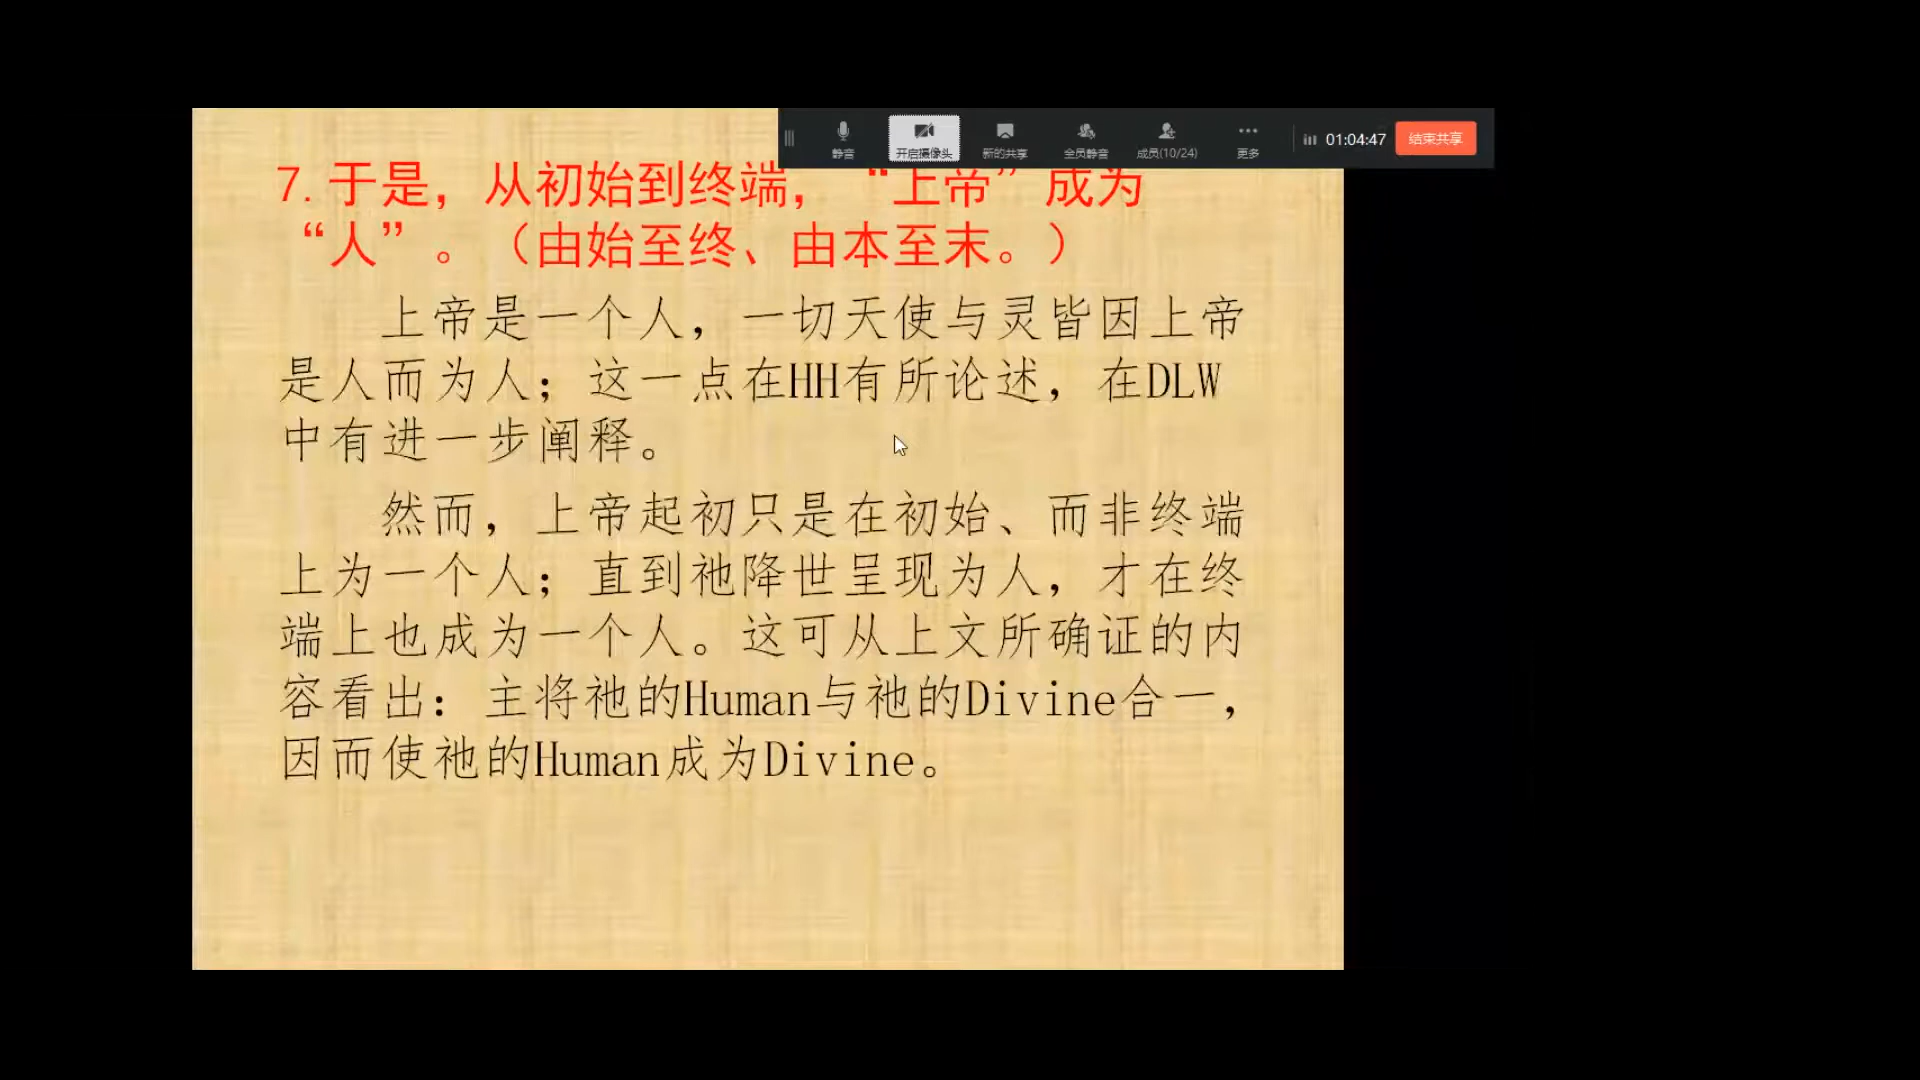 静音 开启摄像头 新的共享 全员静音 成员(10/24) 更多 01:04:47 结束共享
7. 于是，从初始到终端，“上帝”成为
“人”。（由始至终、由本至末。）
上帝是一个人，一切天使与灵皆因上帝
是人而为人；这一点在HH有所论述，在DLW
中有进一步阐释。
然而，上帝起初只是在初始、而非终端
上为一个人；直到祂降世呈现为人，才在终
端上也成为一个人。这可从上文所确证的内
容看出：主将祂的Human与祂的Divine合一，
因而使祂的Human成为Divine。